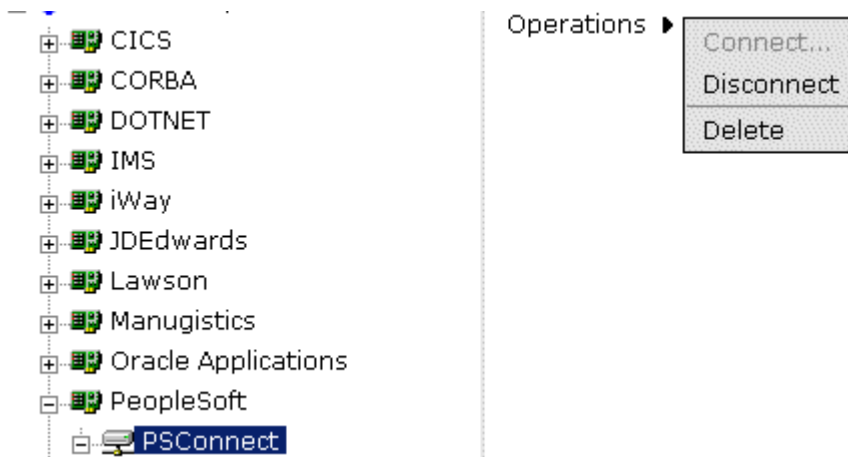 CICS
CORBA
DOTNET
IMS
iWay
JDEdwards
Lawson
Manugistics
Oracle Applications
PeopleSoft
PSConnect
Operations
Connect...
Disconnect
Delete